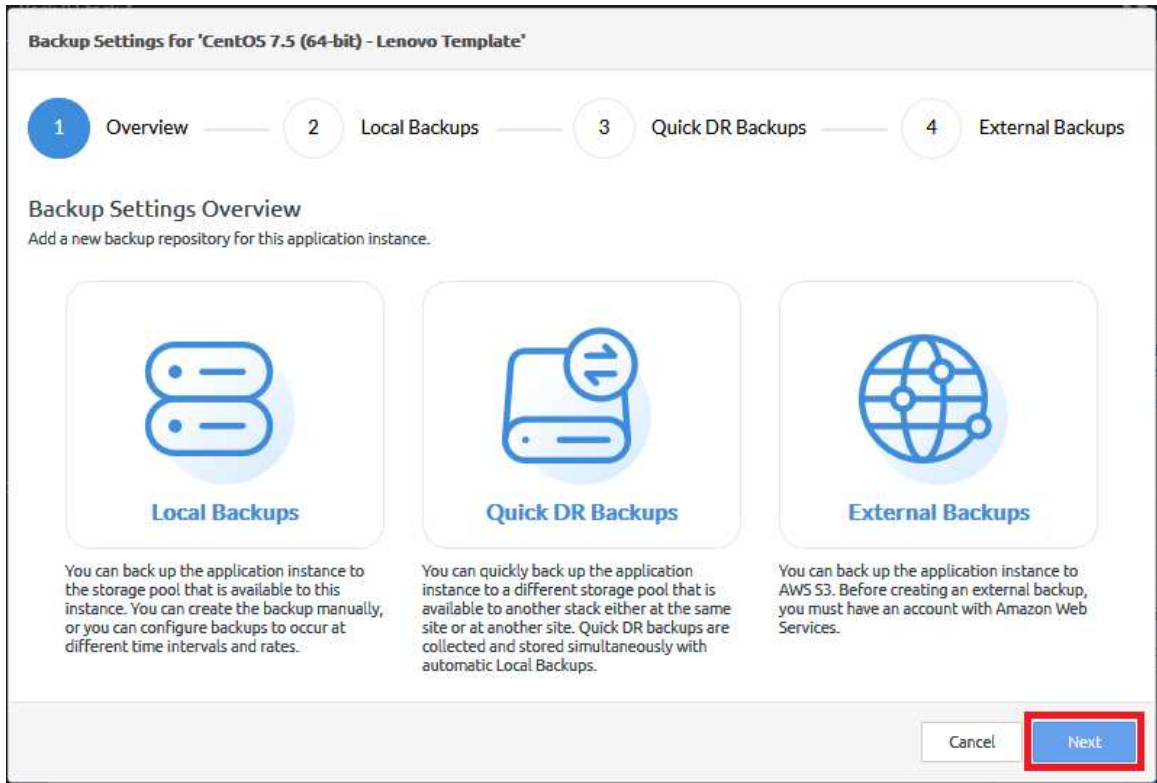 Backup Settings for 'CentOS 7.5 (64-bit) - Lenovo Template'
1 Overview 2 Local Backups 3 Quick DR Backups 4 External Backups
Backup Settings Overview
Add a new backup repository for this application instance.
Local Backups
You can back up the application instance to
the storage pool that is available to this
instance. You can create the backup manually,
or you can configure backups to occur at
different time intervals and rates.
Quick DR Backups
You can quickly back up the application
instance to a different storage pool that is
available to another stack either at the same
site or at another site. Quick DR backups are
collected and stored simultaneously with
automatic Local Backups.
External Backups
You can back up the application instance to
AWS S3. Before creating an external backup,
you must have an account with Amazon Web
Services.
Cancel Next